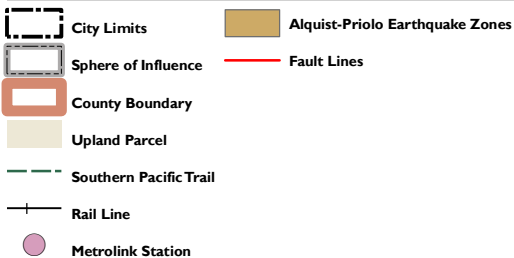 City Limits
Sphere of Influence
County Boundary
Upland Parcel
Southern Pacific Trail
Rail Line
Metrolink Station
Alquist-Priolo Earthquake Zones
Fault Lines